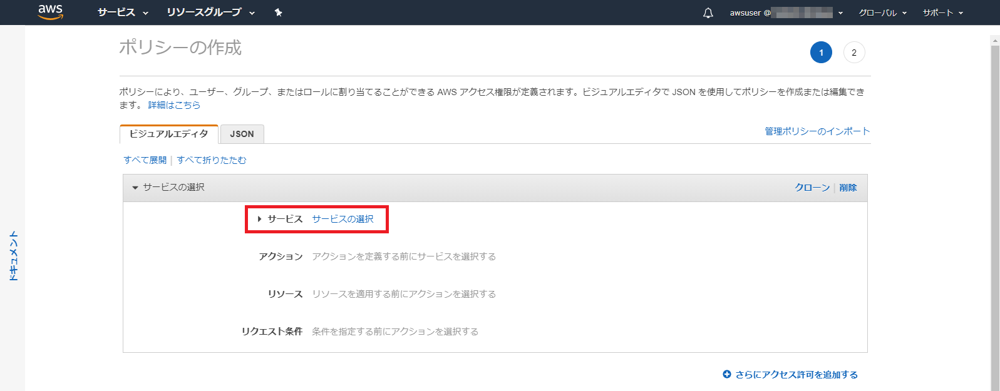 aws サービス リソースグループ awsuser @ グローバル サポート
ポリシーの作成
1 2
ポリシーにより、ユーザー、グループ、またはロールに割り当てることができる AWS アクセス権限が定義されます。ビジュアルエディタで JSON を使用してポリシーを作成または編集でき
ます。 詳細はこちら
ビジュアルエディタ JSON 管理ポリシーのインポート
すべて展開 | すべて折りたたむ
サービスの選択 クローン | 削除
サービス サービスの選択
アクション アクションを定義する前にサービスを選択する
リソース リソースを適用する前にアクションを選択する
リクエスト条件 条件を指定する前にアクションを選択する
さらにアクセス許可を追加する
ドキュメント